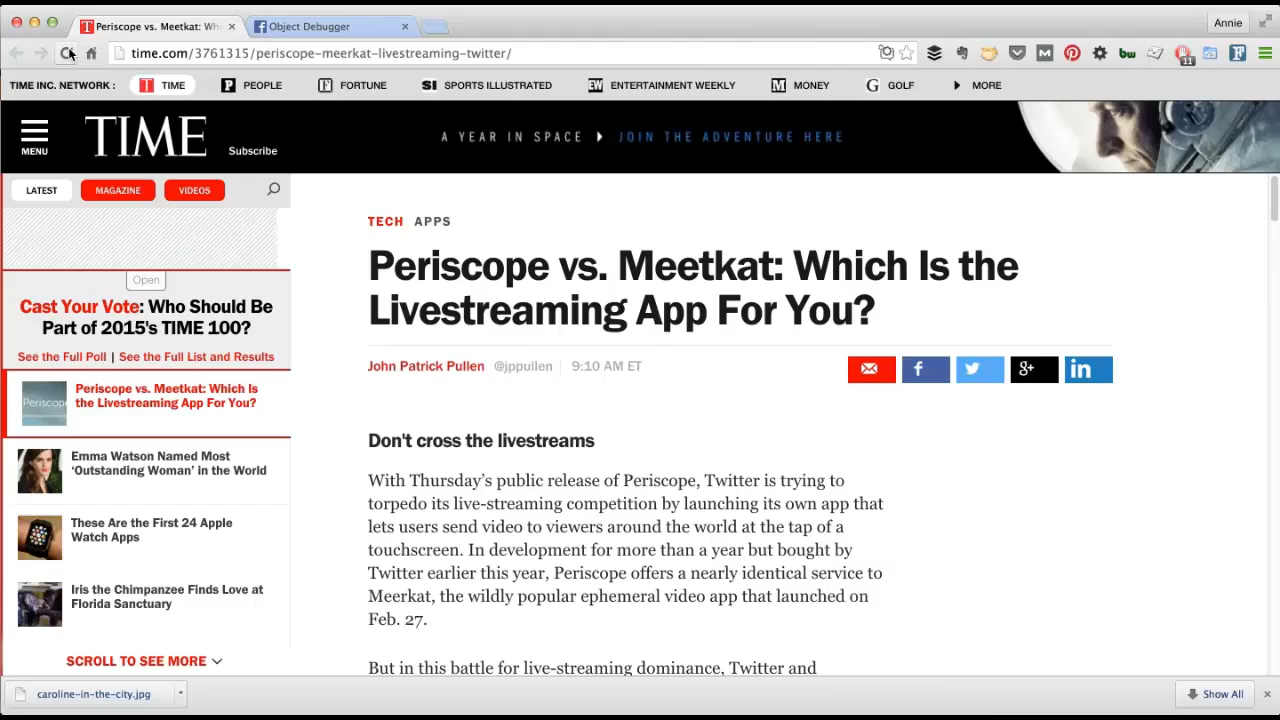 Periscope vs. Meetkat: Wh
Object Debugger
Annie
time.com/3761315/periscope-meerkat-livestreaming-twitter/
11
TIME INC. NETWORK :
T TIME
P PEOPLE
F FORTUNE
SI SPORTS ILLUSTRATED
EW ENTERTAINMENT WEEKLY
M MONEY
G GOLF
MORE
MENU
TIME
Subscribe
A YEAR IN SPACE
JOIN THE ADVENTURE HERE
LATEST
MAGAZINE
VIDEOS
Open
Cast Your Vote: Who Should Be
Part of 2015's TIME 100?
See the Full Poll | See the Full List and Results
Periscope
Periscope vs. Meetkat: Which Is
the Livestreaming App For You?
Emma Watson Named Most
‘Outstanding Woman’ in the World
These Are the First 24 Apple
Watch Apps
Iris the Chimpanzee Finds Love at
Florida Sanctuary
SCROLL TO SEE MORE
TECH APPS
Periscope vs. Meetkat: Which Is the
Livestreaming App For You?
John Patrick Pullen @jppullen 9:10 AM ET
f
g+
in
Don't cross the livestreams
With Thursday’s public release of Periscope, Twitter is trying to
torpedo its live-streaming competition by launching its own app that
lets users send video to viewers around the world at the tap of a
touchscreen. In development for more than a year but bought by
Twitter earlier this year, Periscope offers a nearly identical service to
Meerkat, the wildly popular ephemeral video app that launched on
Feb. 27.
But in this battle for live-streaming dominance, Twitter and
caroline-in-the-city.jpg
Show All